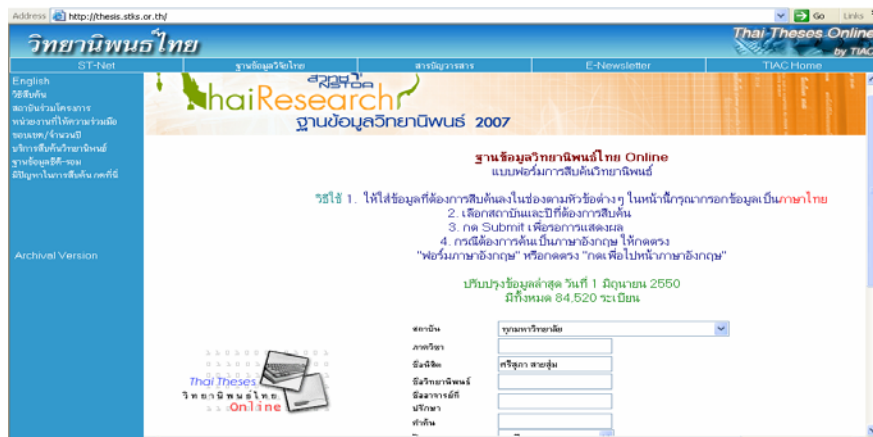 Address http://thesis.stks.or.th/ Go Links
วิทยานิพนธ์ไทย
Thai Theses Online
by TIAC
ST-Net ฐานข้อมูลวิจัยไทย สารบัญวารสาร E-Newsletter TIAC Home
English
วิธีสืบค้น
สถาบันร่วมโครงการ
หน่วยงานที่ให้ความร่วมมือ
ขอบเขต/จำนวนปี
บริการสืบค้นวิทยานิพนธ์
ฐานข้อมูลซีดี-รอม
มีปัญหาในการสืบค้น กดที่นี่
Archival Version
สวทช
NSTDA
ThaiResearch
ฐานข้อมูลวิทยานิพนธ์ 2007
ฐานข้อมูลวิทยานิพนธ์ไทย Online
แบบฟอร์มการสืบค้นวิทยานิพนธ์
วิธีใช้ 1. ให้ใส่ข้อมูลที่ต้องการสืบค้นลงในช่องตามหัวข้อต่างๆ ในหน้านี้กรุณากรอกข้อมูลเป็นภาษาไทย
2. เลือกสถาบันและปีที่ต้องการสืบค้น
3. กด Submit เพื่อรอการแสดงผล
4. กรณีต้องการค้นเป็นภาษาอังกฤษ ให้กดตรง
"ฟอร์มภาษาอังกฤษ" หรือกดตรง "กดเพื่อไปหน้าภาษาอังกฤษ"
ปรับปรุงข้อมูลล่าสุด วันที่ 1 มิถุนายน 2550
มีทั้งหมด 84,520 ระเบียน
สถาบัน ทุกมหาวิทยาลัย
ภาควิชา
ชื่อนิสิต ศรีสุภา สายสุ่ม
ชื่อวิทยานิพนธ์
ชื่ออาจารย์ที่
ปรึกษา
คำค้น
Thai Theses
วิทยานิพนธ์ไทย
Online